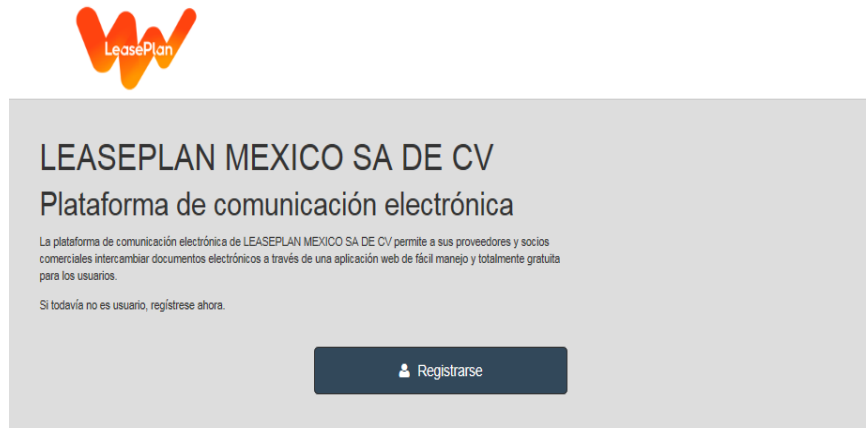 LeasePlan
LEASEPLAN MEXICO SA DE CV
Plataforma de comunicación electrónica
La plataforma de comunicación electrónica de LEASEPLAN MEXICO SA DE CV permite a sus proveedores y socios
comerciales intercambiar documentos electrónicos a través de una aplicación web de fácil manejo y totalmente gratuita
para los usuarios.
Si todavía no es usuario, regístrese ahora.
Registrarse